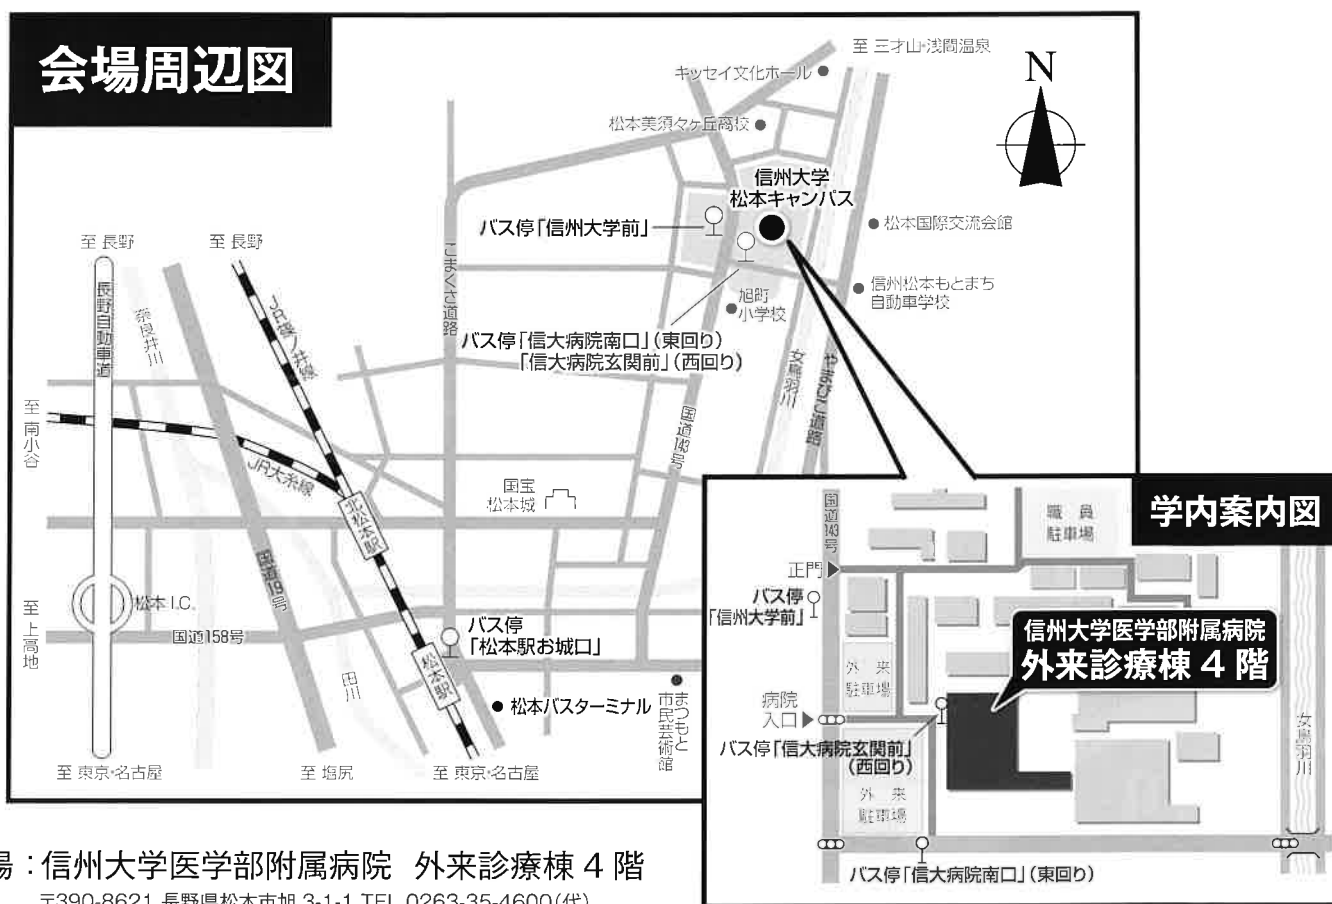 会場周辺図
至 三才山・浅間温泉
キッセイ文化ホール
N
松本美須々ヶ丘高校
信州大学
松本キャンパス
バス停「信州大学前」
松本国際交流会館
至 長野
至 長野
こまくさ道路
信州松本もとまち
自動車学校
旭町
小学校
長野自動車道
奈良井川
JR篠ノ井線
バス停「信大病院南口」(東回り)
「信大病院玄関前」(西回り)
女鳥羽川
やまびこ道路
至 南小谷
国道143号
JR大糸線
国宝
松本城
北松本駅
国道19号
至 上高地
松本 I.C.
国道158号
バス停
「松本駅お城口」
田川
松本駅
松本バスターミナル
まつもと
市民芸術館
至 東京・名古屋
至 塩尻
至 東京・名古屋
学内案内図
国道143号
職 員
駐車場
正門
バス停
「信州大学前」
信州大学医学部附属病院
外来診療棟 4 階
外 来
駐車場
病院
入口
女鳥羽川
バス停「信大病院玄関前」
(西回り)
外 来
駐車場
バス停「信大病院南口」(東回り)
場:信州大学医学部附属病院 外来診療棟 4 階
〒390-8621 長野県松本市旭 3-1-1 TEL 0263-35-4600(代)